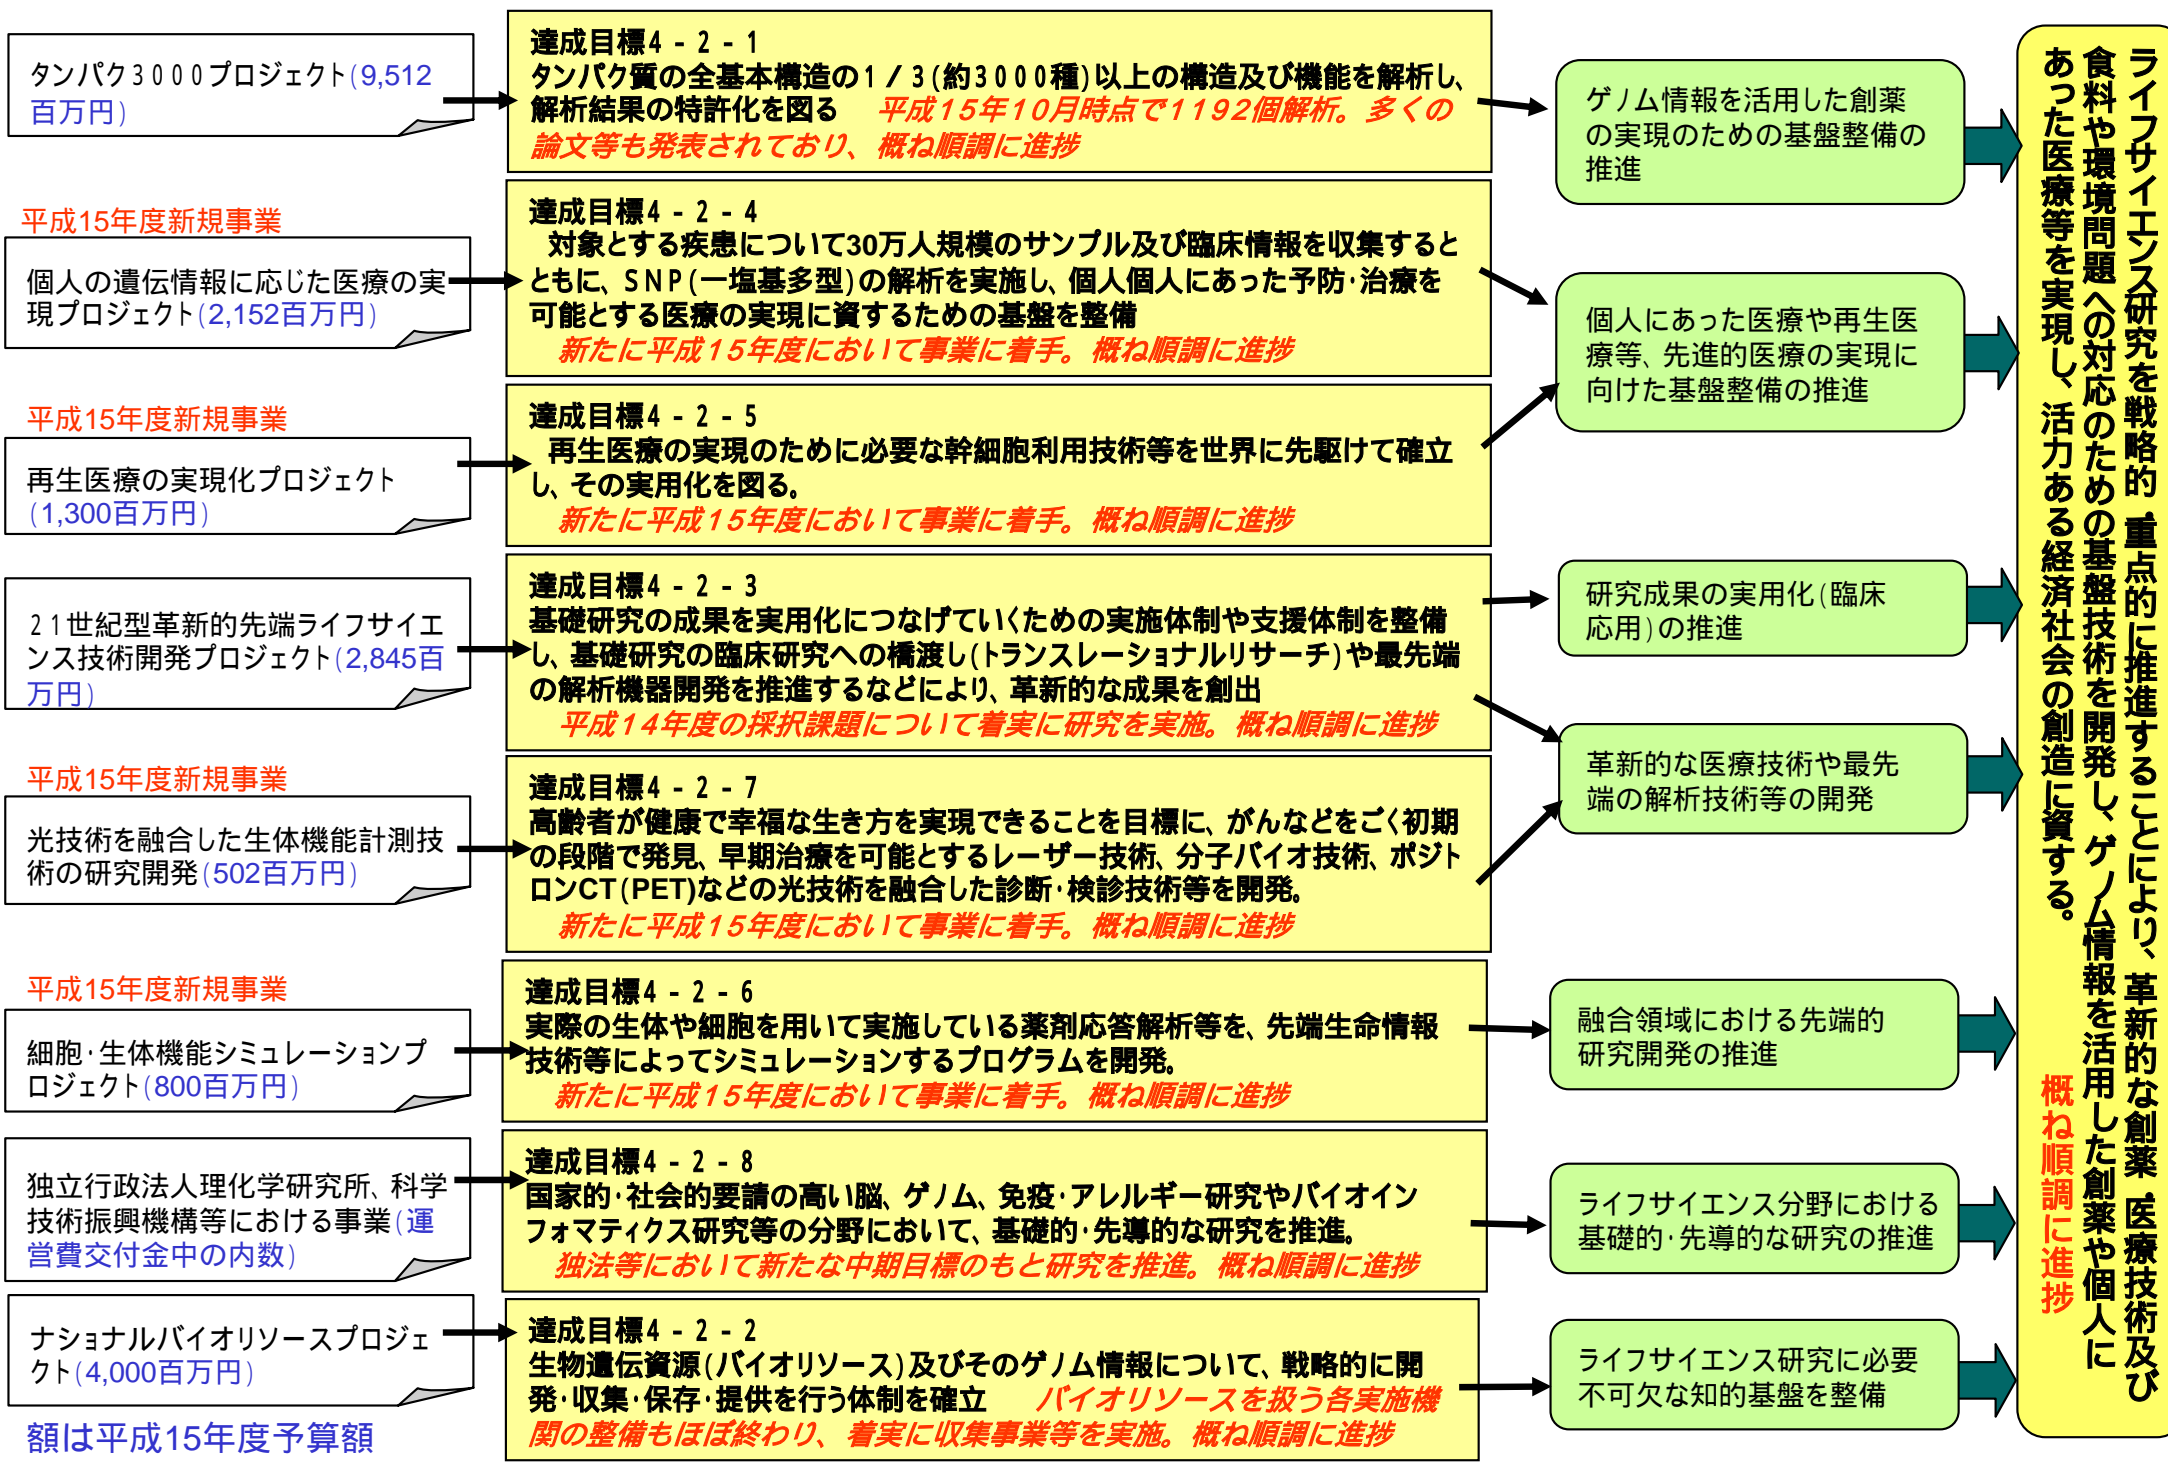 タンパク3000プロジェクト(9,512
百万円)
達成目標4-2-1
タンパク質の全基本構造の1/3(約3000種)以上の構造及び機能を解析し、
解析結果の特許化を図る　平成15年10月時点で1192個解析。多くの
論文等も発表されており、概ね順調に進捗
ゲノム情報を活用した創薬
の実現のための基盤整備の
推進
平成15年度新規事業
個人の遺伝情報に応じた医療の実
現プロジェクト(2,152百万円)
達成目標4-2-4
対象とする疾患について30万人規模のサンプル及び臨床情報を収集すると
ともに、SNP(一塩基多型)の解析を実施し、個人個人にあった予防・治療を
可能とする医療の実現に資するための基盤を整備
新たに平成15年度において事業に着手。概ね順調に進捗
個人にあった医療や再生医
療等、先進的医療の実現に
向けた基盤整備の推進
平成15年度新規事業
再生医療の実現化プロジェクト
(1,300百万円)
達成目標4-2-5
再生医療の実現のために必要な幹細胞利用技術等を世界に先駆けて確立
し、その実用化を図る。
新たに平成15年度において事業に着手。概ね順調に進捗
21世紀型革新的先端ライフサイエ
ンス技術開発プロジェクト(2,845百
万円)
達成目標4-2-3
基礎研究の成果を実用化につなげていくための実施体制や支援体制を整備
し、基礎研究の臨床研究への橋渡し(トランスレーショナルリサーチ)や最先端
の解析機器開発を推進するなどにより、革新的な成果を創出
平成14年度の採択課題について着実に研究を実施。概ね順調に進捗
研究成果の実用化(臨床
応用)の推進
革新的な医療技術や最先
端の解析技術等の開発
平成15年度新規事業
光技術を融合した生体機能計測技
術の研究開発(502百万円)
達成目標4-2-7
高齢者が健康で幸福な生き方を実現できることを目標に、がんなどをごく初期
の段階で発見、早期治療を可能とするレーザー技術、分子バイオ技術、ポジト
ロンCT(PET)などの光技術を融合した診断・検診技術等を開発。
新たに平成15年度において事業に着手。概ね順調に進捗
平成15年度新規事業
細胞・生体機能シミュレーションプ
ロジェクト(800百万円)
達成目標4-2-6
実際の生体や細胞を用いて実施している薬剤応答解析等を、先端生命情報
技術等によってシミュレーションするプログラムを開発。
新たに平成15年度において事業に着手。概ね順調に進捗
融合領域における先端的
研究開発の推進
独立行政法人理化学研究所、科学
技術振興機構等における事業(運
営費交付金中の内数)
達成目標4-2-8
国家的・社会的要請の高い脳、ゲノム、免疫・アレルギー研究やバイオイン
フォマティクス研究等の分野において、基礎的・先導的な研究を推進。
独法等において新たな中期目標のもと研究を推進。概ね順調に進捗
ライフサイエンス分野における
基礎的・先導的な研究の推進
ナショナルバイオリソースプロジェ
クト(4,000百万円)
達成目標4-2-2
生物遺伝資源(バイオリソース)及びそのゲノム情報について、戦略的に開
発・収集・保存・提供を行う体制を確立　バイオリソースを扱う各実施機
関の整備もほぼ終わり、着実に収集事業等を実施。概ね順調に進捗
ライフサイエンス研究に必要
不可欠な知的基盤を整備
額は平成15年度予算額
ライフサイエンス研究を戦略的・重点的に推進することにより、革新的な創薬・医療技術及び
食料や環境問題への対応のための基盤技術を開発し、ゲノム情報を活用した創薬や個人に
あった医療等を実現し、活力ある経済社会の創造に資する。　概ね順調に進捗